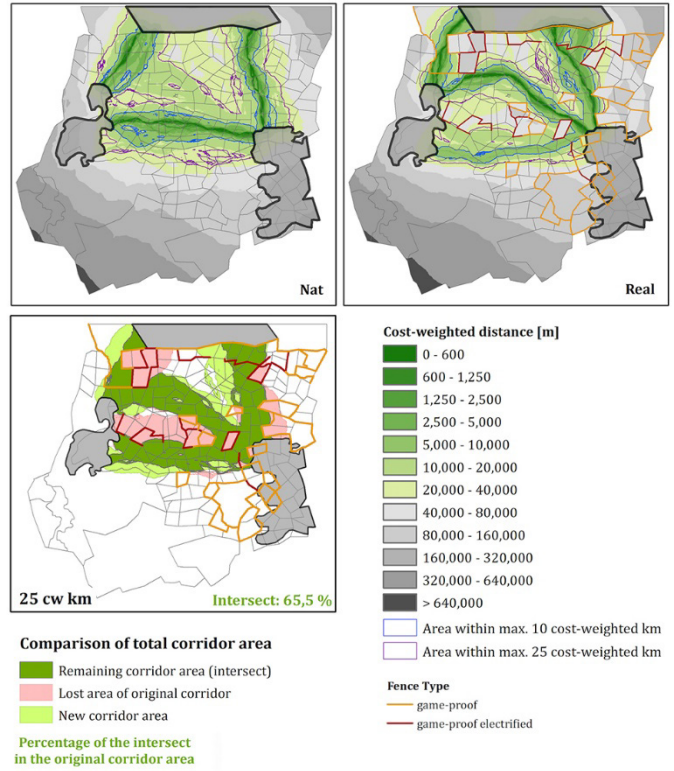 Nat
Real
25 cw km
Intersect: 65,5 %
Cost-weighted distance [m]
0 - 600
600 - 1,250
1,250 - 2,500
2,500 - 5,000
5,000 - 10,000
10,000 - 20,000
20,000 - 40,000
40,000 - 80,000
80,000 - 160,000
160,000 - 320,000
320,000 - 640,000
> 640,000
Area within max. 10 cost-weighted km
Area within max. 25 cost-weighted km
Fence Type
game-proof
game-proof electrified
Comparison of total corridor area
Remaining corridor area (intersect)
Lost area of original corridor
New corridor area
Percentage of the intersect
in the original corridor area